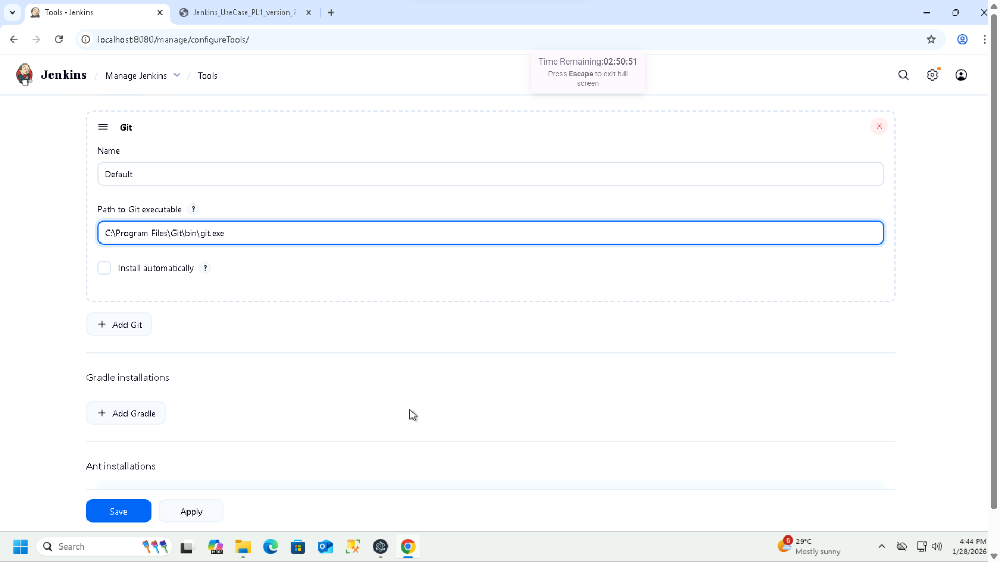 Tools - Jenkins
Jenkins_UseCase_PL1_version_2
localhost:8080/manage/configureTools/
Time Remaining:02:50:51
Press Escape to exit full
screen
Jenkins / Manage Jenkins / Tools
Git
Name
Default
Path to Git executable ?
C:\Program Files\Git\bin\git.exe
Install automatically ?
+ Add Git
Gradle installations
+ Add Gradle
Ant installations
Save
Apply
Search
M365
6
29°C
Mostly sunny
4:44 PM
1/28/2026